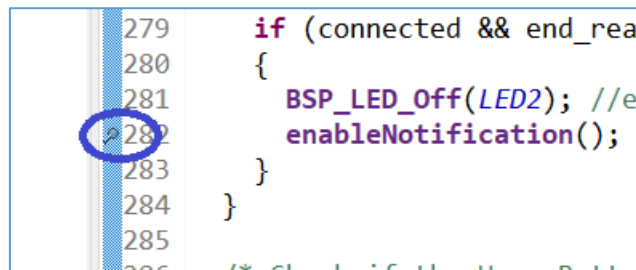 279 if (connected && end_rea
280 {
281 BSP_LED_Off(LED2); //e
282 enableNotification();
283 }
284 }
285